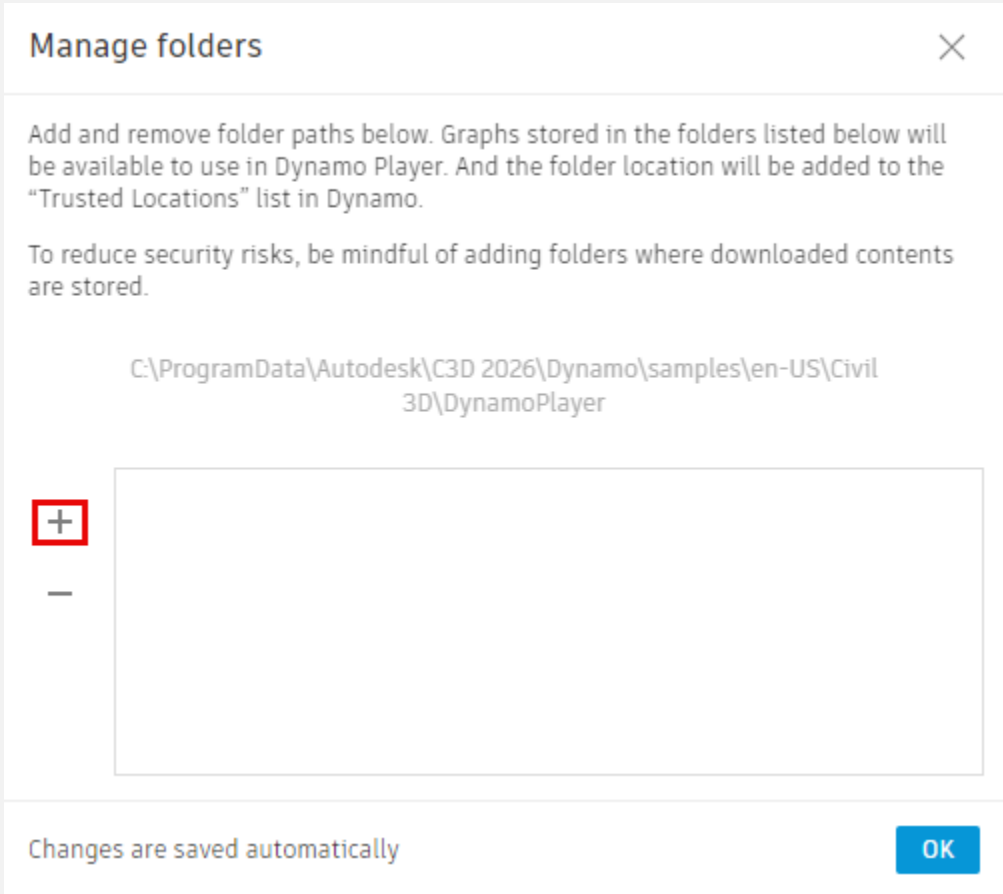 Manage folders
Add and remove folder paths below. Graphs stored in the folders listed below will
be available to use in Dynamo Player. And the folder location will be added to the
“Trusted Locations” list in Dynamo.
To reduce security risks, be mindful of adding folders where downloaded contents
are stored.
C:\ProgramData\Autodesk\C3D 2026\Dynamo\samples\en-US\Civil
3D\DynamoPlayer
Changes are saved automatically
OK